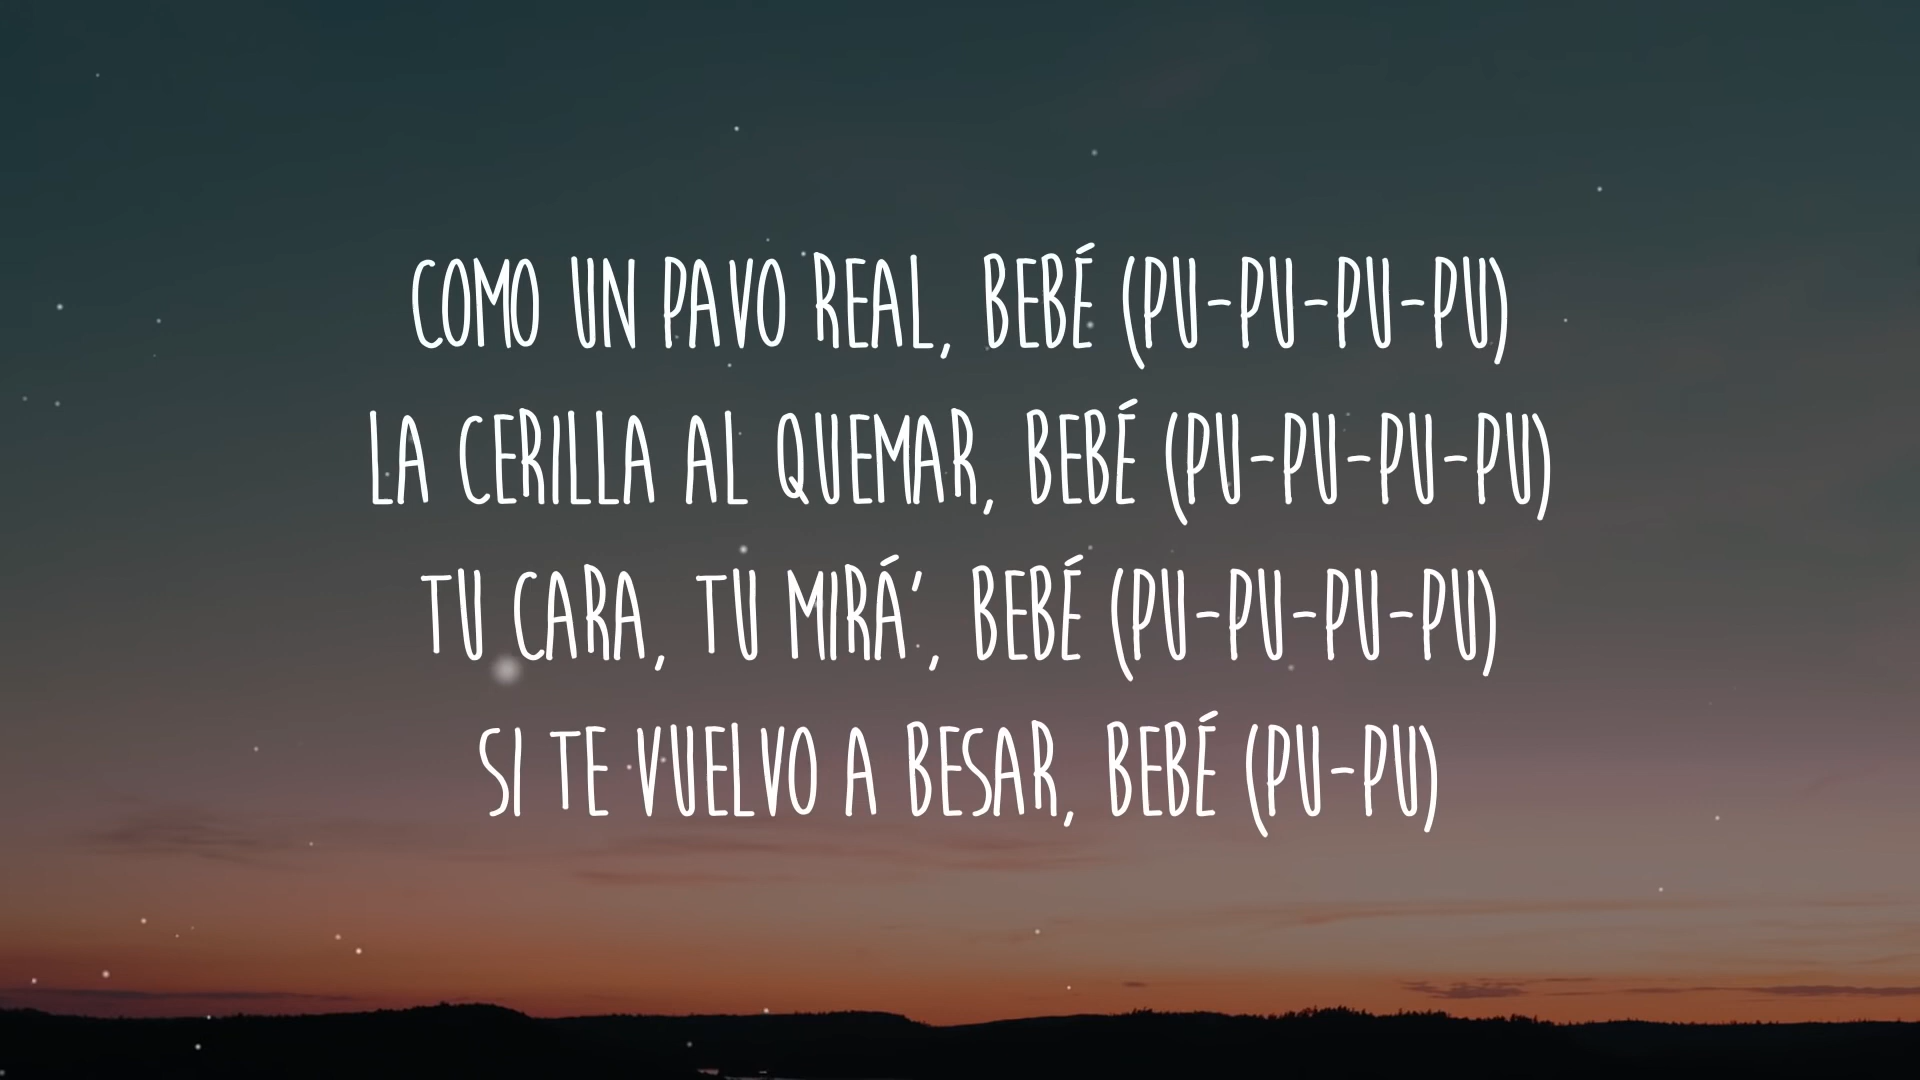 COMO UN PAVO REAL, BEBÉ (PU-PU-PU-PU)
LA CERILLA AL QUEMAR, BEBÉ (PU-PU-PU-PU)
TU CARA, TU MIRÁ', BEBÉ (PU-PU-PU-PU)
SI TE VUELVO A BESAR, BEBÉ (PU-PU)